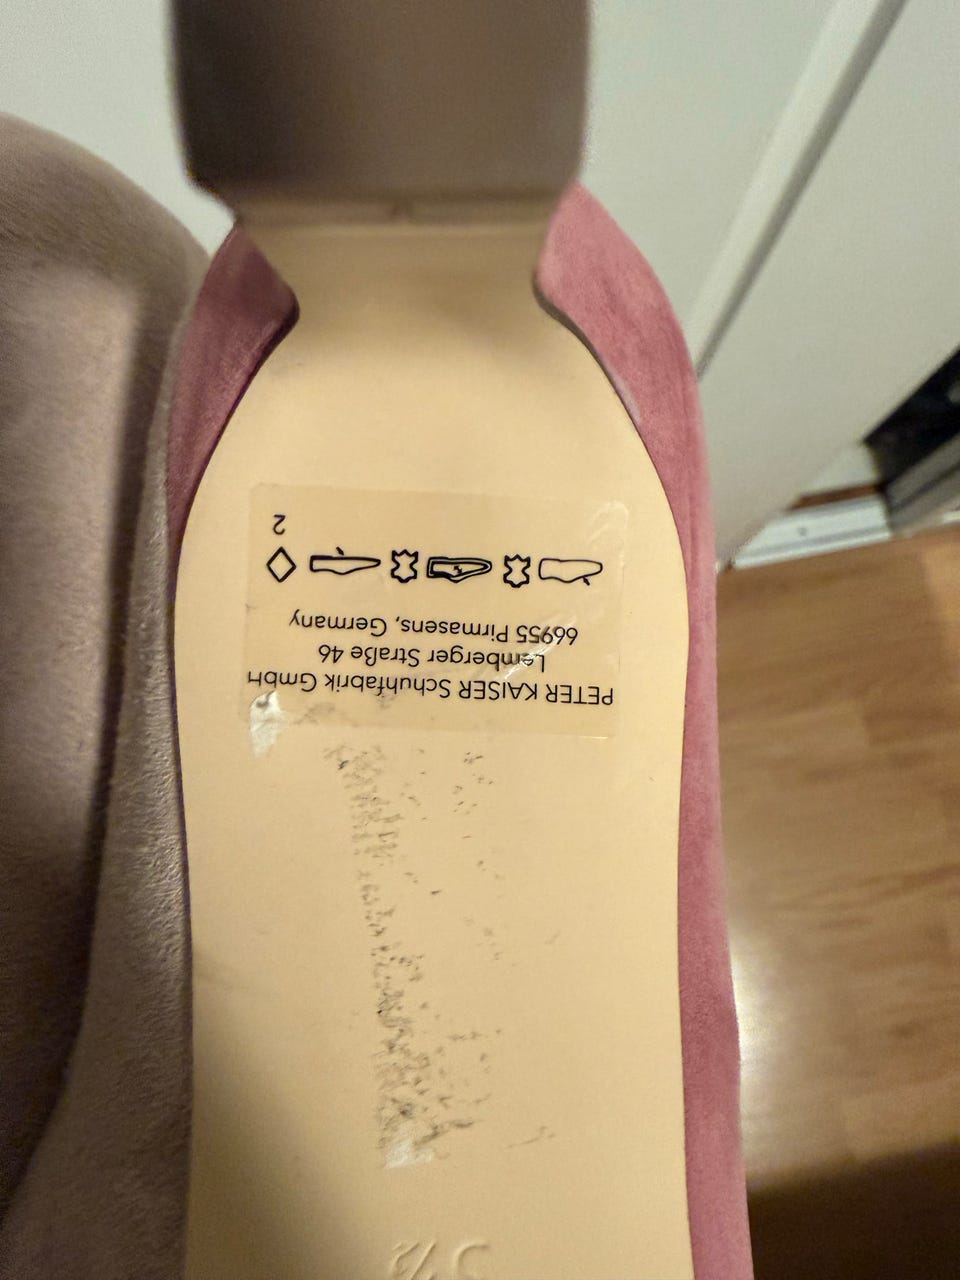 PETER KAISER Schuhfabrik GmbH
Lemberger Straße 46
66955 Pirmasens, Germany
2